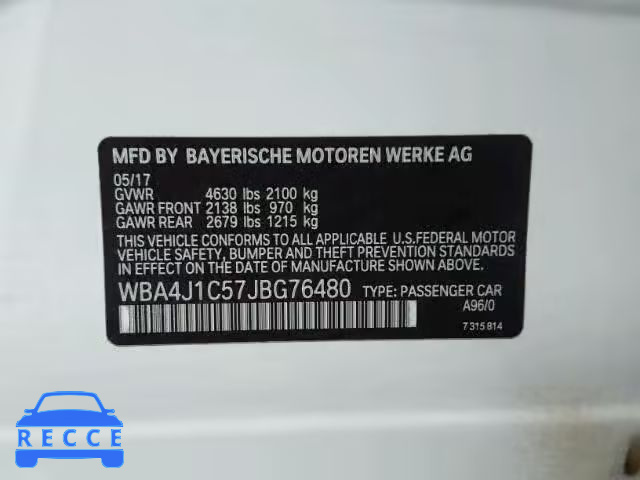 MFD BY BAYERISCHE MOTOREN WERKE AG
05/17
GVWR 4630 lbs 2100 kg
GAWR FRONT 2138 lbs 970 kg
GAWR REAR 2679 lbs 1215 kg
THIS VEHICLE CONFORMS TO ALL APPLICABLE U.S.FEDERAL MOTOR
VEHICLE SAFETY, BUMPER, AND THEFT PREVENTION STANDARDS
IN EFFECT ON THE DATE OF MANUFACTURE SHOWN ABOVE.
WBA4J1C57JBG76480 TYPE: PASSENGER CAR
A96/0
7 315 814
RECCE